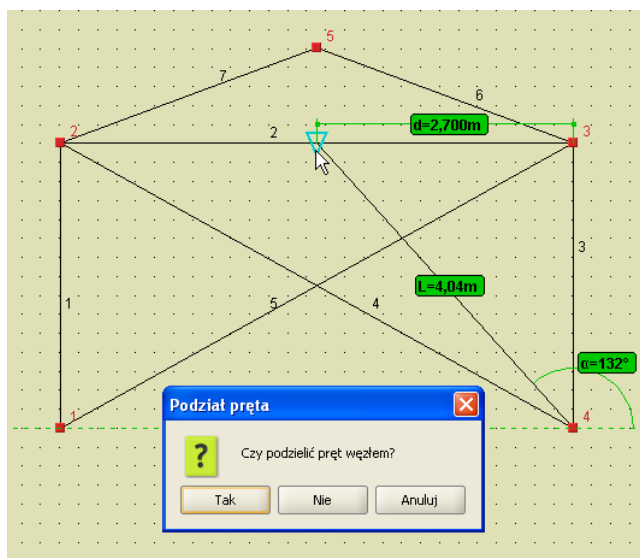 5
7
6
d=2,700m
2
2
3
L=4,04m
3
1
5
4
α=132°
1
4
Podział pręta
?
Czy podzielić pręt węzłem?
Tak
Nie
Anuluj